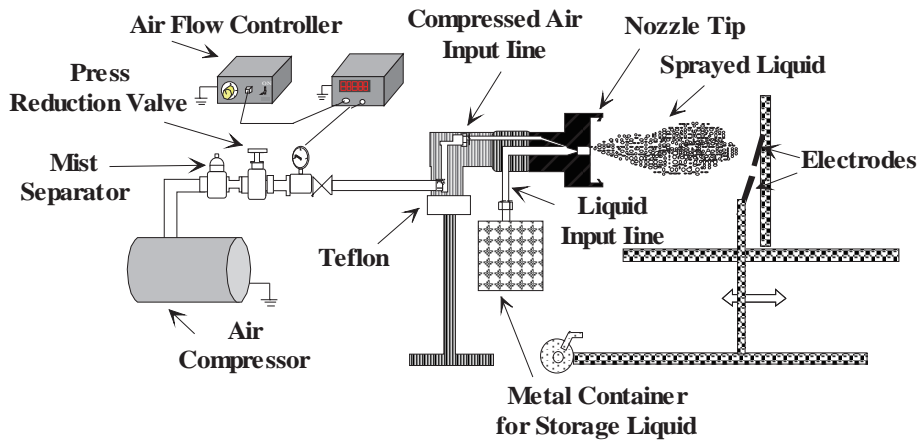 Air Flow Controller
Compressed Air
Input line
Nozzle Tip
Press
Reduction Valve
Sprayed Liquid
Mist
Separator
Electrodes
Liquid
Input line
Teflon
Air
Compressor
Metal Container
for Storage Liquid